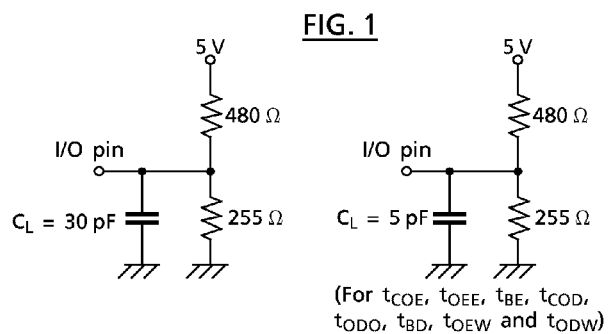 FIG. 1
5 V
480 Ω
I/O pin
C_L = 30 pF
255 Ω
5 V
480 Ω
I/O pin
C_L = 5 pF
255 Ω
(For t_COE, t_OEE, t_BE, t_COD,
t_ODO, t_BD, t_OEW and t_ODW)